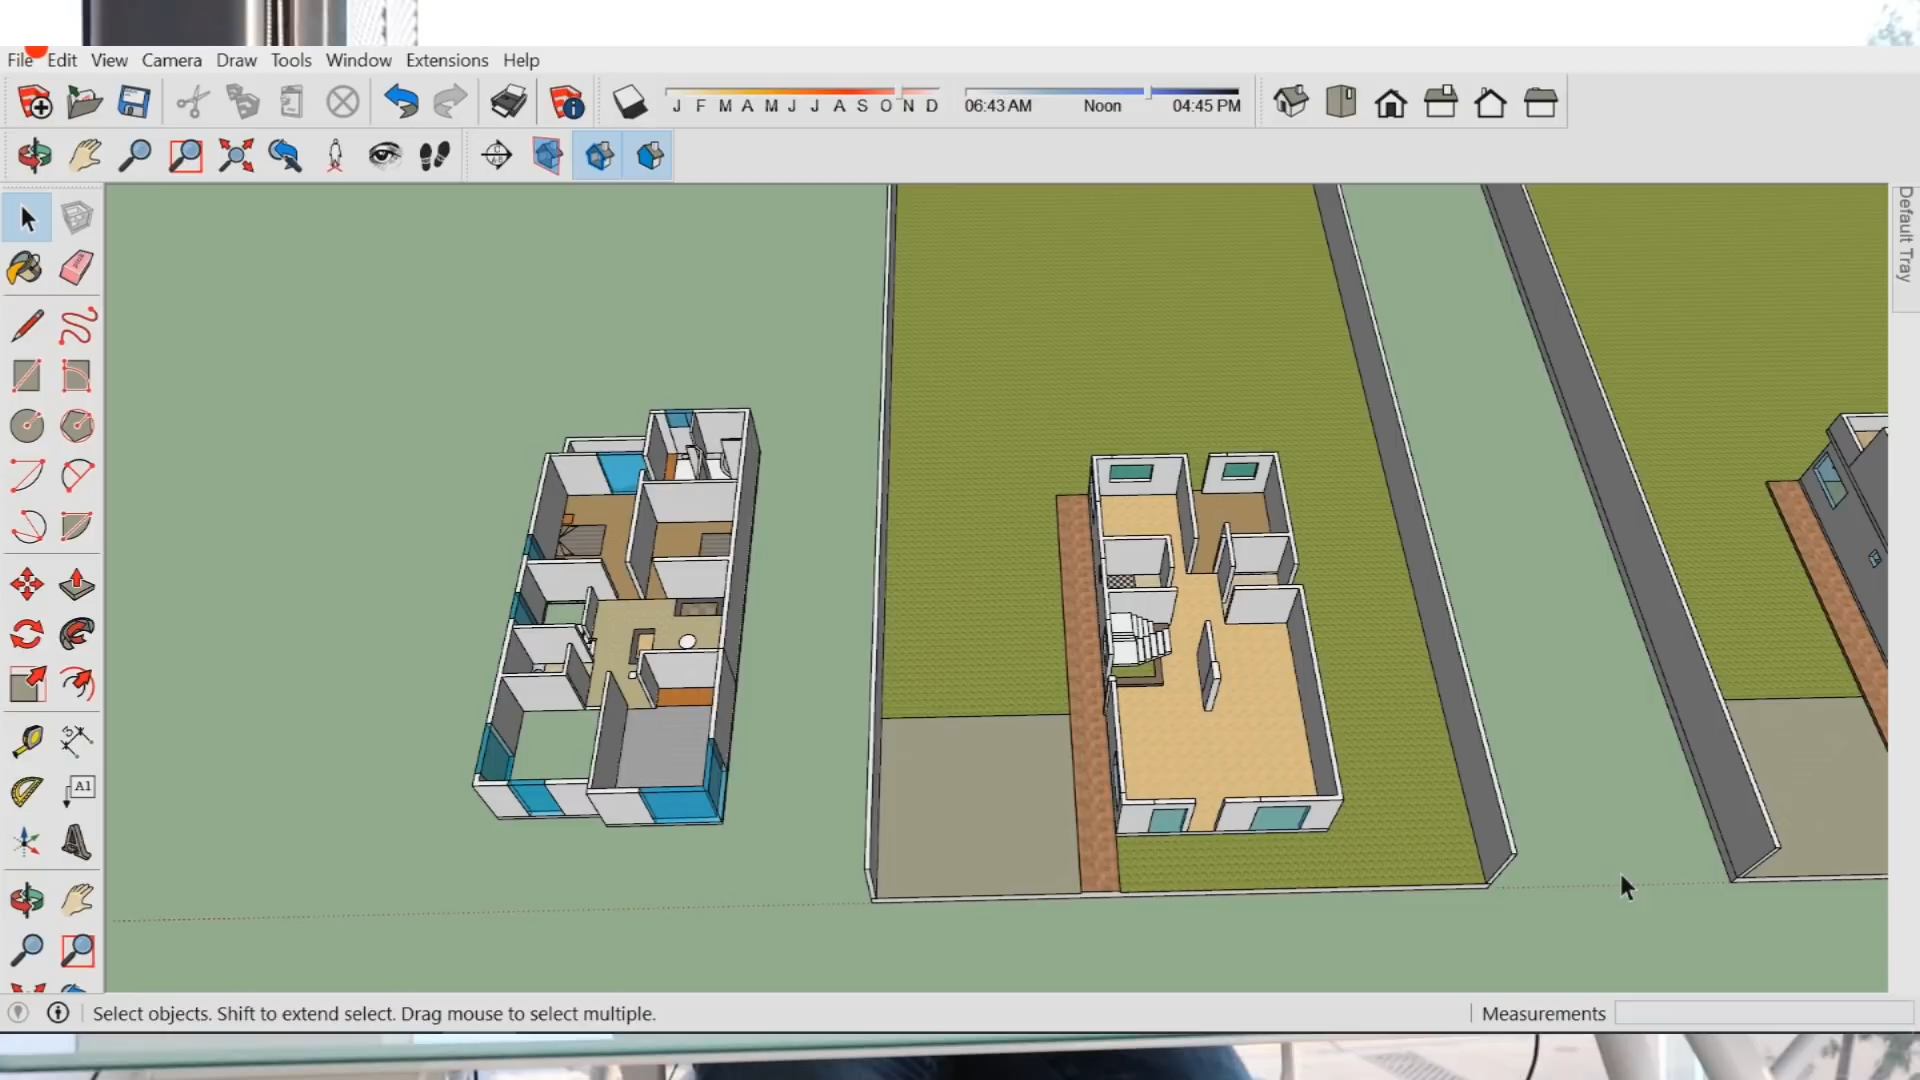 File Edit View Camera Draw Tools Window Extensions Help
J F M A M J J A S O N D
06:43 AM Noon 04:45 PM
Default Tray
A1
Select objects. Shift to extend select. Drag mouse to select multiple.
Measurements